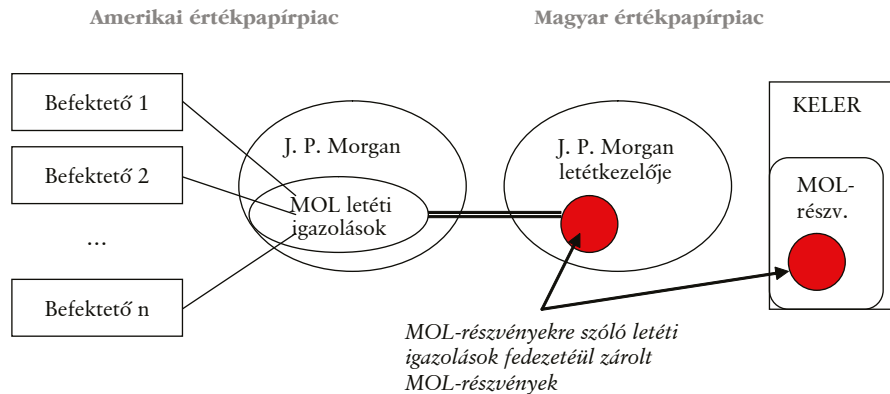 Amerikai értékpapírpiac
Magyar értékpapírpiac
Befektető 1
Befektető 2
...
Befektető n
J. P. Morgan
MOL letéti
igazolások
J. P. Morgan
letétkezelője
KELER
MOL-
részv.
MOL-részvényekre szóló letéti
igazolások fedezetéül zárolt
MOL-részvények